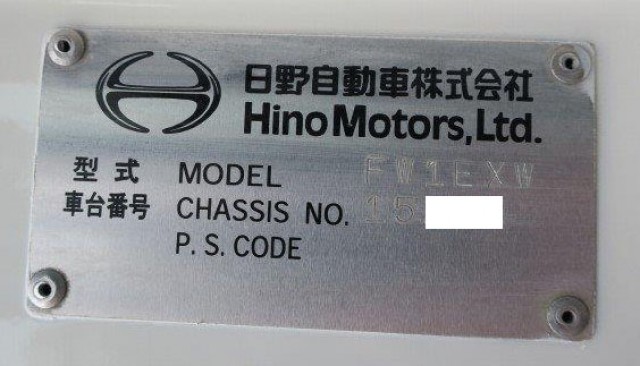 日野自動車株式会社
Hino Motors, Ltd.
型式 MODEL FW1EXW
車台番号 CHASSIS NO. 15
P. S. CODE